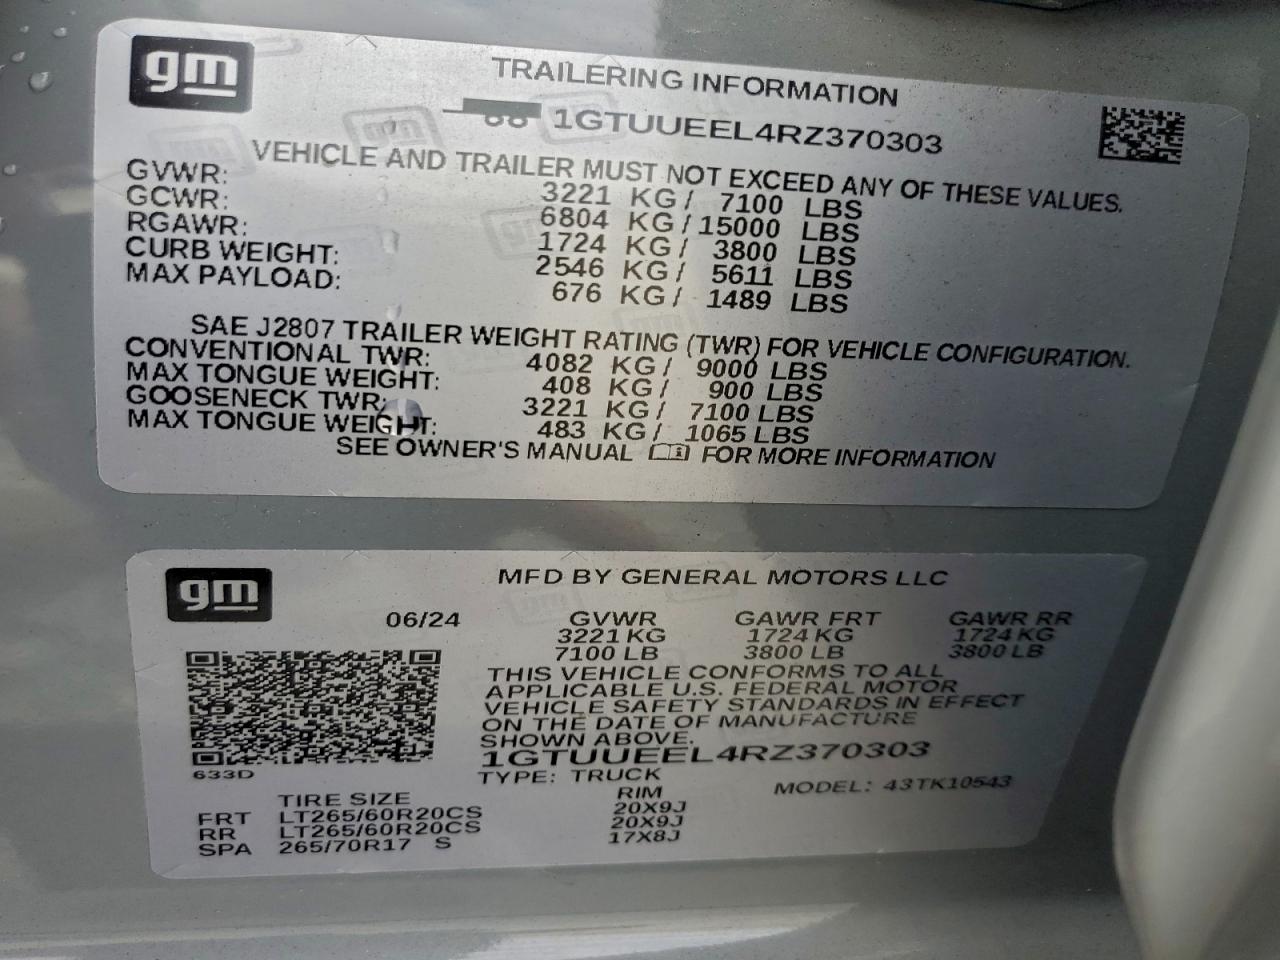 gm
TRAILERING INFORMATION
1GTUUEEL4RZ370303
VEHICLE AND TRAILER MUST NOT EXCEED ANY OF THESE VALUES.
GVWR: 3221 KG/ 7100 LBS
GCWR: 6804 KG/ 15000 LBS
RGAWR: 1724 KG/ 3800 LBS
CURB WEIGHT: 2546 KG/ 5611 LBS
MAX PAYLOAD: 676 KG/ 1489 LBS
SAE J2807 TRAILER WEIGHT RATING (TWR) FOR VEHICLE CONFIGURATION.
CONVENTIONAL TWR: 4082 KG/ 9000 LBS
MAX TONGUE WEIGHT: 408 KG/ 900 LBS
GOOSENECK TWR: 3221 KG/ 7100 LBS
MAX TONGUE WEIGHT: 483 KG/ 1065 LBS
SEE OWNER'S MANUAL FOR MORE INFORMATION
gm
MFD BY GENERAL MOTORS LLC
06/24 GVWR GAWR FRT GAWR RR
3221 KG 1724 KG 1724 KG
7100 LB 3800 LB 3800 LB
THIS VEHICLE CONFORMS TO ALL
APPLICABLE U.S. FEDERAL MOTOR
VEHICLE SAFETY STANDARDS IN EFFECT
ON THE DATE OF MANUFACTURE
SHOWN ABOVE.
1GTUUEEL4RZ370303
633D
TYPE: TRUCK MODEL: 43TK10543
TIRE SIZE RIM
FRT LT265/60R20CS 20X9J
RR LT265/60R20CS 20X9J
SPA 265/70R17 S 17X8J